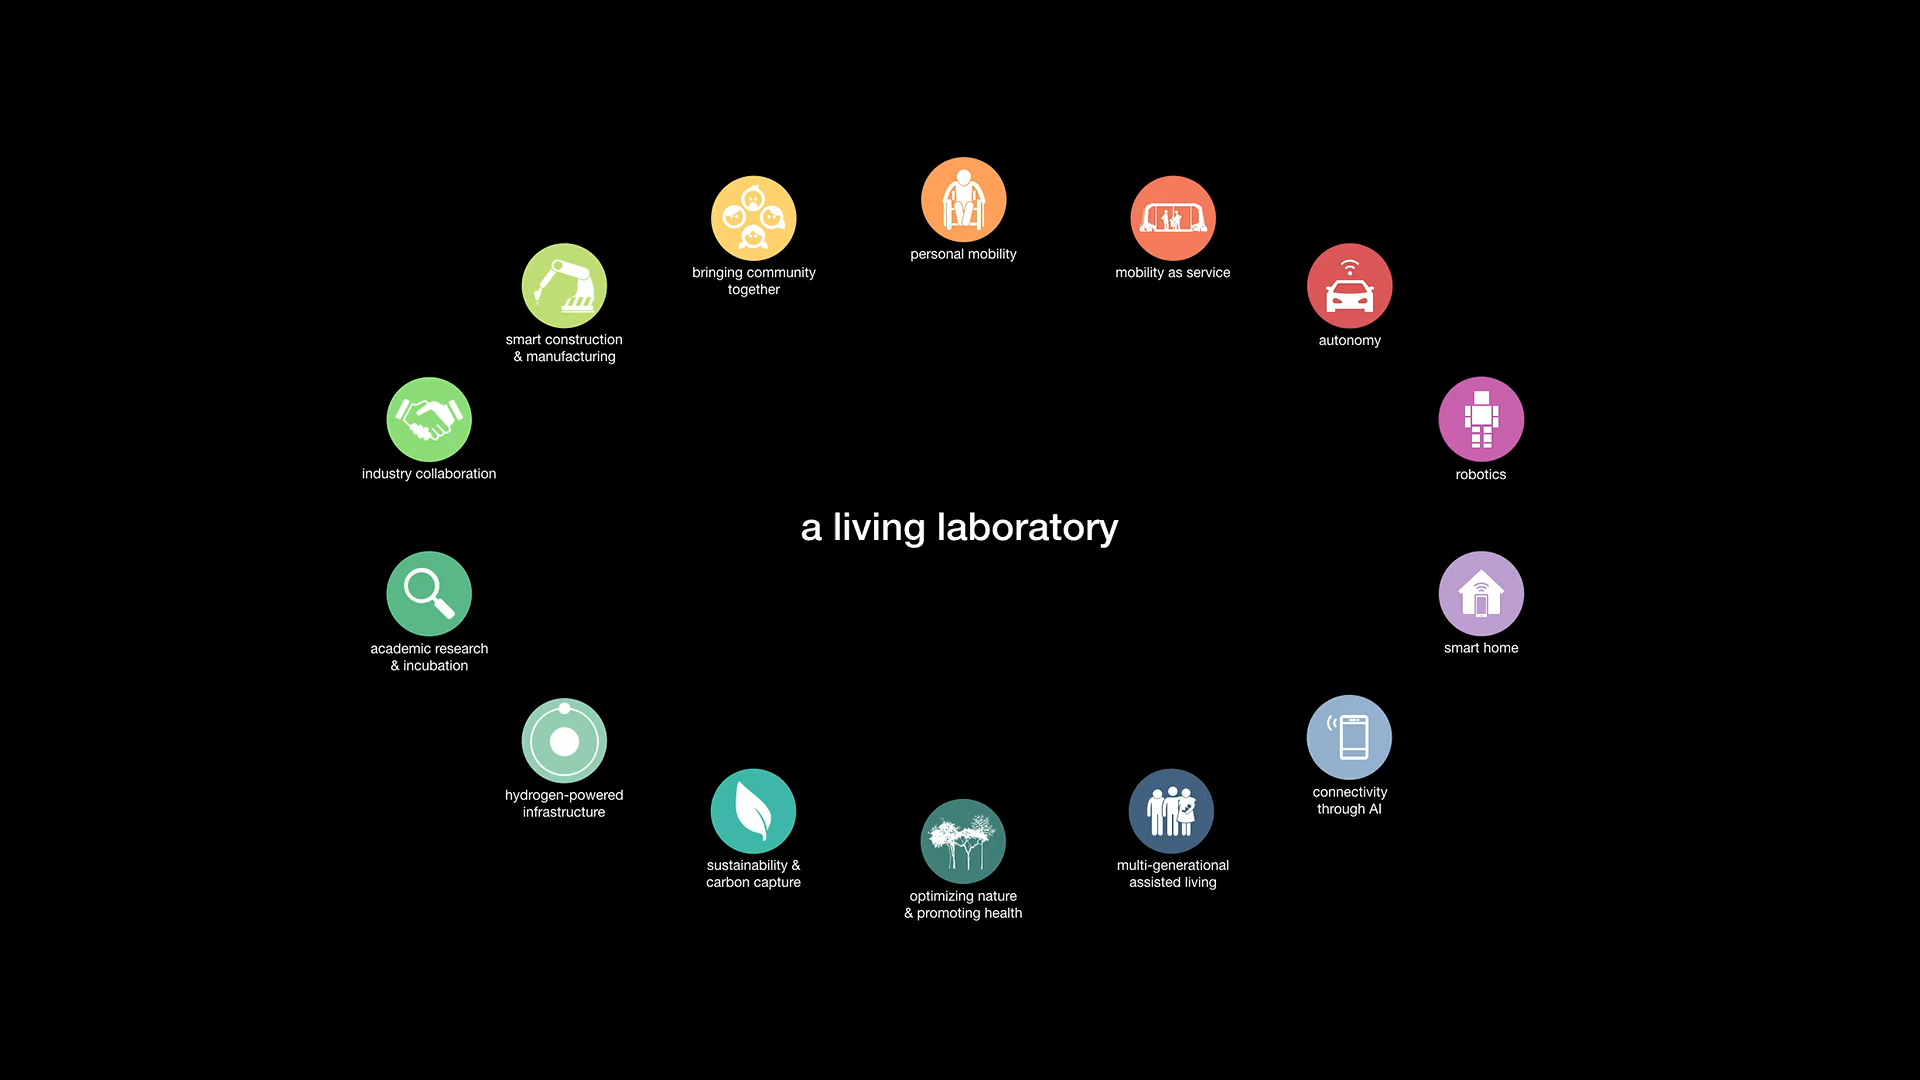 personal mobility
bringing community
together
mobility as service
smart construction
& manufacturing
autonomy
industry collaboration
robotics
a living laboratory
academic research
& incubation
smart home
hydrogen-powered
infrastructure
connectivity
through AI
sustainability &
carbon capture
multi-generational
assisted living
optimizing nature
& promoting health